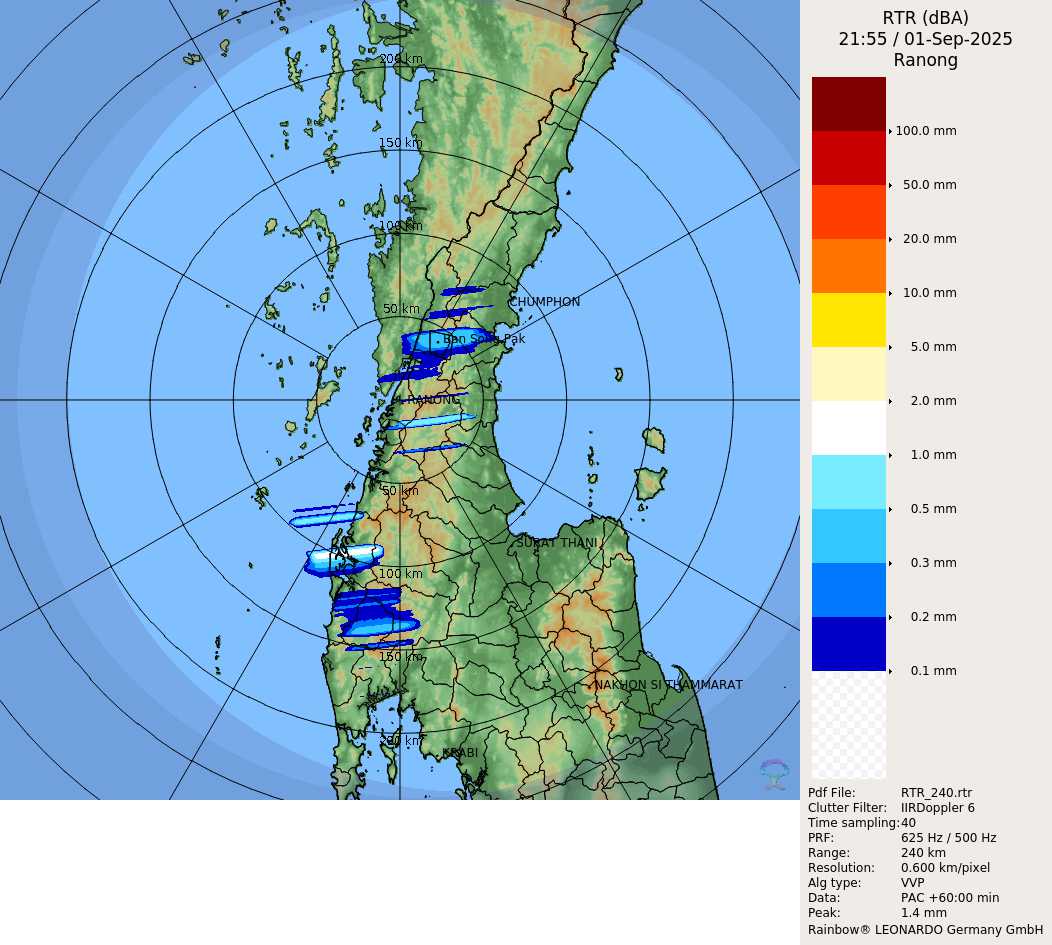 200 km
150 km
100 km
50 km
CHUMPHON
Ban Song Pak
RANONG
50 km
SURAT THANI
100 km
150 km
NAKHON SI THAMMARAT
200 km
KRABI
RTR (dBA)
21:55 / 01-Sep-2025
Ranong
100.0 mm
50.0 mm
20.0 mm
10.0 mm
5.0 mm
2.0 mm
1.0 mm
0.5 mm
0.3 mm
0.2 mm
0.1 mm
Pdf File: RTR_240.rtr
Clutter Filter: IIRDoppler 6
Time sampling: 40
PRF: 625 Hz / 500 Hz
Range: 240 km
Resolution: 0.600 km/pixel
Alg type: VVP
Data: PAC +60:00 min
Peak: 1.4 mm
Rainbow® LEONARDO Germany GmbH